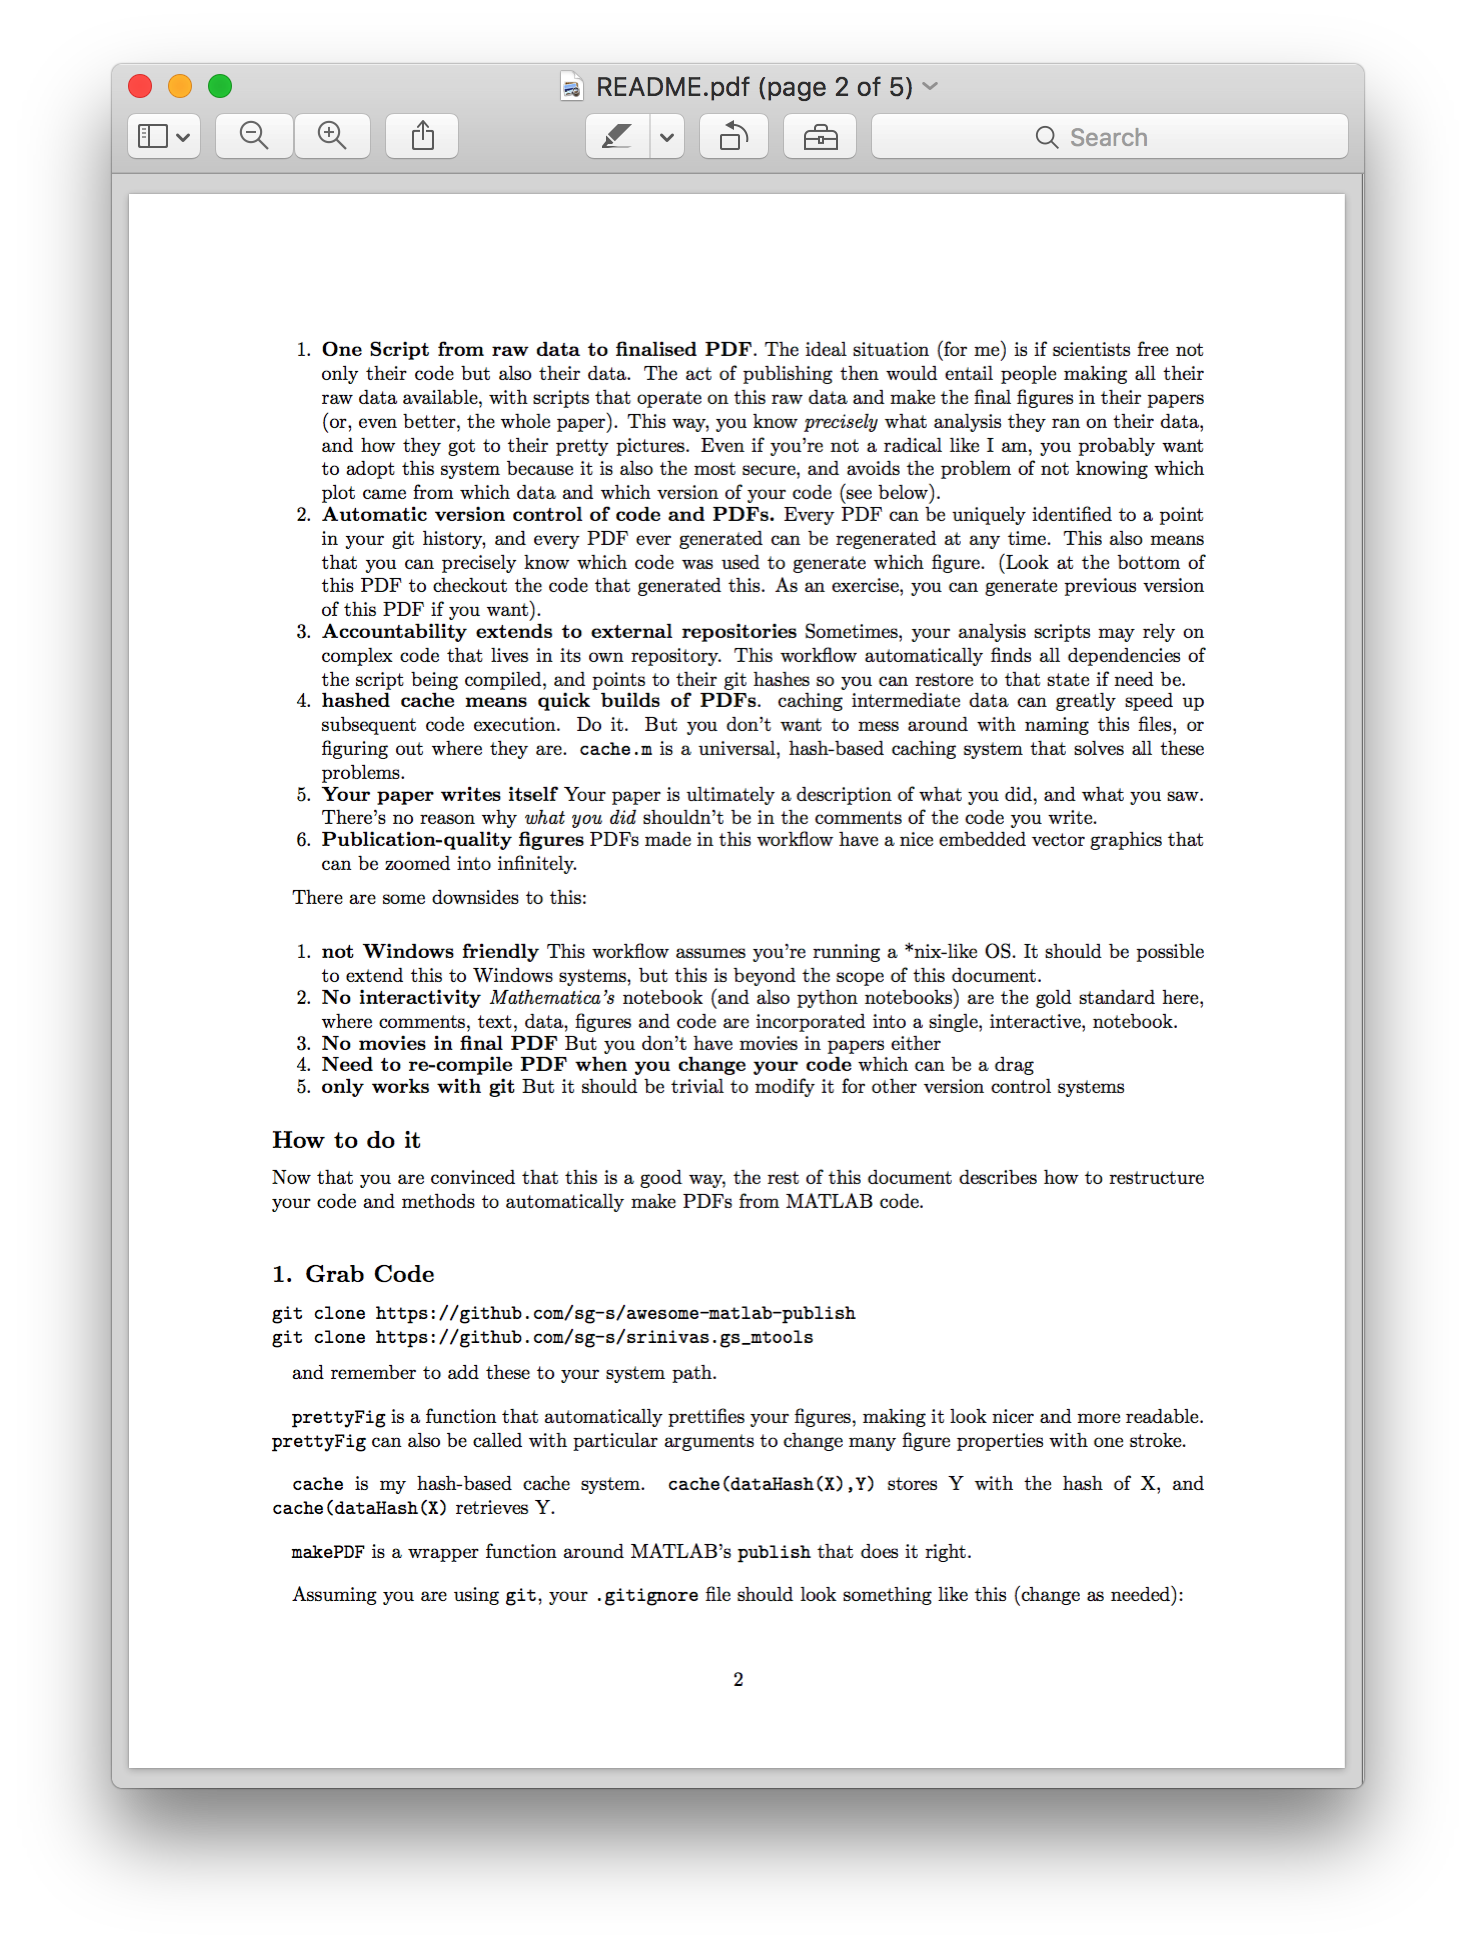 README.pdf (page 2 of 5)
Search
1. One Script from raw data to finalised PDF. The ideal situation (for me) is if scientists free not
only their code but also their data. The act of publishing then would entail people making all their
raw data available, with scripts that operate on this raw data and make the final figures in their papers
(or, even better, the whole paper). This way, you know precisely what analysis they ran on their data,
and how they got to their pretty pictures. Even if you're not a radical like I am, you probably want
to adopt this system because it is also the most secure, and avoids the problem of not knowing which
plot came from which data and which version of your code (see below).
2. Automatic version control of code and PDFs. Every PDF can be uniquely identified to a point
in your git history, and every PDF ever generated can be regenerated at any time. This also means
that you can precisely know which code was used to generate which figure. (Look at the bottom of
this PDF to checkout the code that generated this. As an exercise, you can generate previous version
of this PDF if you want).
3. Accountability extends to external repositories Sometimes, your analysis scripts may rely on
complex code that lives in its own repository. This workflow automatically finds all dependencies of
the script being compiled, and points to their git hashes so you can restore to that state if need be.
4. hashed cache means quick builds of PDFs. caching intermediate data can greatly speed up
subsequent code execution. Do it. But you don't want to mess around with naming this files, or
figuring out where they are. cache.m is a universal, hash-based caching system that solves all these
problems.
5. Your paper writes itself Your paper is ultimately a description of what you did, and what you saw.
There's no reason why what you did shouldn't be in the comments of the code you write.
6. Publication-quality figures PDFs made in this workflow have a nice embedded vector graphics that
can be zoomed into infinitely.
There are some downsides to this:
1. not Windows friendly This workflow assumes you're running a *nix-like OS. It should be possible
to extend this to Windows systems, but this is beyond the scope of this document.
2. No interactivity Mathematica's notebook (and also python notebooks) are the gold standard here,
where comments, text, data, figures and code are incorporated into a single, interactive, notebook.
3. No movies in final PDF But you don't have movies in papers either
4. Need to re-compile PDF when you change your code which can be a drag
5. only works with git But it should be trivial to modify it for other version control systems
How to do it
Now that you are convinced that this is a good way, the rest of this document describes how to restructure
your code and methods to automatically make PDFs from MATLAB code.
1. Grab Code
git clone https://github.com/sg-s/awesome-matlab-publish
git clone https://github.com/sg-s/srinivas.gs_mtools
and remember to add these to your system path.
prettyFig is a function that automatically prettifies your figures, making it look nicer and more readable.
prettyFig can also be called with particular arguments to change many figure properties with one stroke.
cache is my hash-based cache system. cache(dataHash(X),Y) stores Y with the hash of X, and
cache(dataHash(X) retrieves Y.
makePDF is a wrapper function around MATLAB's publish that does it right.
Assuming you are using git, your .gitignore file should look something like this (change as needed):
2